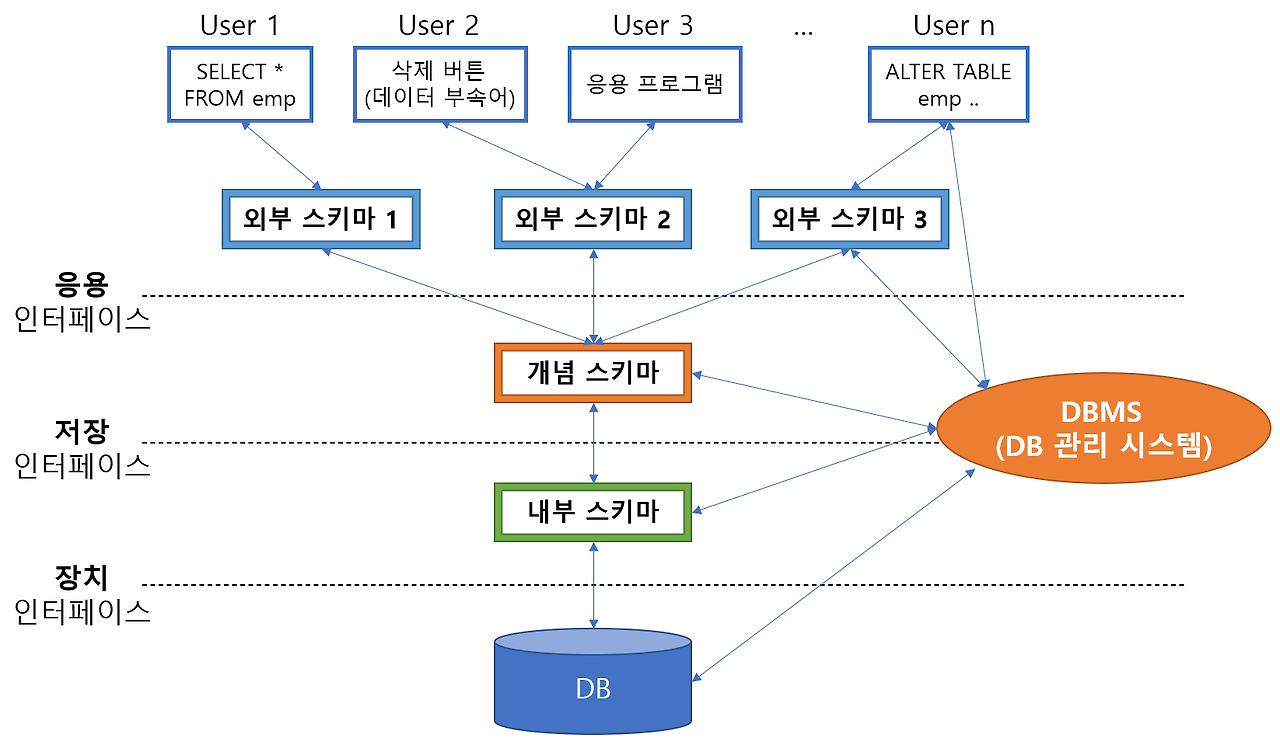 User 1
User 2
User 3
...
User n
SELECT *
FROM emp
삭제 버튼
(데이터 부속어)
응용 프로그램
ALTER TABLE
emp ..
외부 스키마 1
외부 스키마 2
외부 스키마 3
응용
인터페이스
개념 스키마
DBMS
(DB 관리 시스템)
저장
인터페이스
내부 스키마
장치
인터페이스
DB